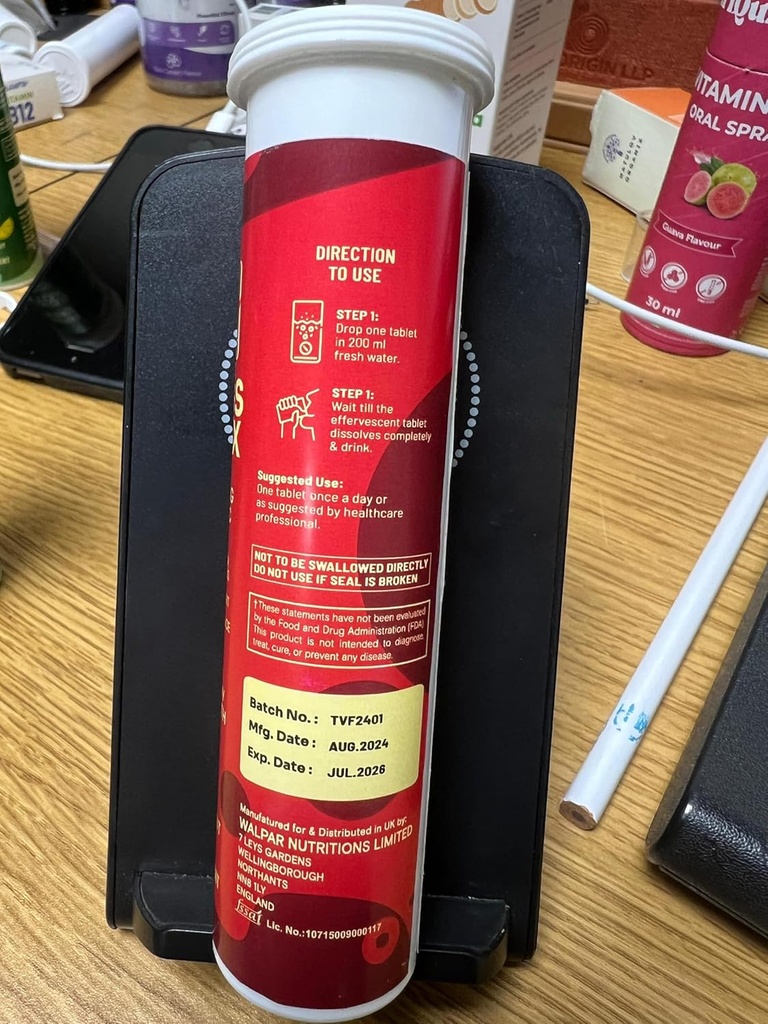 DIRECTION
TO USE
STEP 1:
Drop one tablet
in 200 ml
fresh water.
STEP 1:
Wait till the
effervescent tablet
dissolves completely
& drink.
Suggested Use:
One tablet once a day or
as suggested by healthcare
professional.
NOT TO BE SWALLOWED DIRECTLY
DO NOT USE IF SEAL IS BROKEN
†These statements have not been evaluated
by the Food and Drug Administration (FDA)
This product is not intended to diagnose,
treat, cure, or prevent any disease.
Batch No.: TVF2401
Mfg. Date: AUG.2024
Exp. Date: JUL.2026
Manufatured for & Distributed in UK by:
WALPAR NUTRITIONS LIMITED
7 LEYS GARDENS
WELLINGBOROUGH
NORTHANTS
NN8 1LY
ENGLAND
fssai Lic. No.:10715009000117
B12
ORIGIN LLP
VITAMIN
ORAL SPRA
Guava Flavour
30 ml